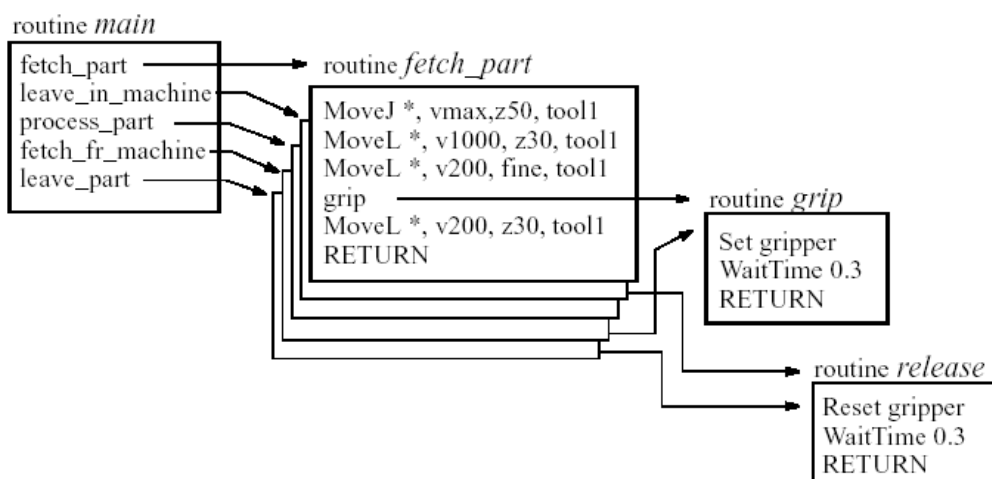 routine main
fetch_part
leave_in_machine
process_part
fetch_fr_machine
leave_part
routine fetch_part
MoveJ *, vmax,z50, tool1
MoveL *, v1000, z30, tool1
MoveL *, v200, fine, tool1
grip
MoveL *, v200, z30, tool1
RETURN
routine grip
Set gripper
WaitTime 0.3
RETURN
routine release
Reset gripper
WaitTime 0.3
RETURN